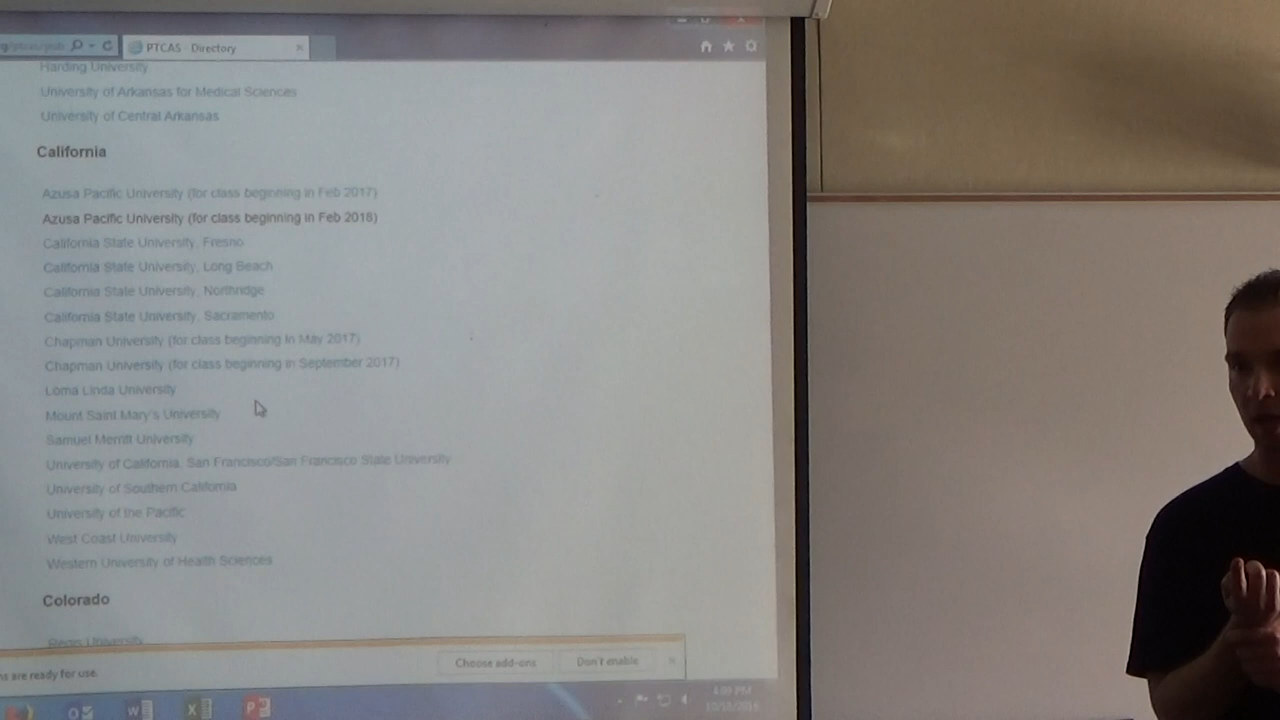 PTCAS - Directory
Harding University
University of Arkansas for Medical Sciences
University of Central Arkansas
California
Azusa Pacific University (for class beginning in Feb 2017)
Azusa Pacific University (for class beginning in Feb 2018)
California State University, Fresno
California State University, Long Beach
California State University, Northridge
California State University, Sacramento
Chapman University (for class beginning in May 2017)
Chapman University (for class beginning in September 2017)
Loma Linda University
Mount Saint Mary's University
Samuel Merritt University
University of California, San Francisco/San Francisco State University
University of Southern California
University of the Pacific
West Coast University
Western University of Health Sciences
Colorado
Regis University
are ready for use.
Choose add-ons
Don't enable
PM